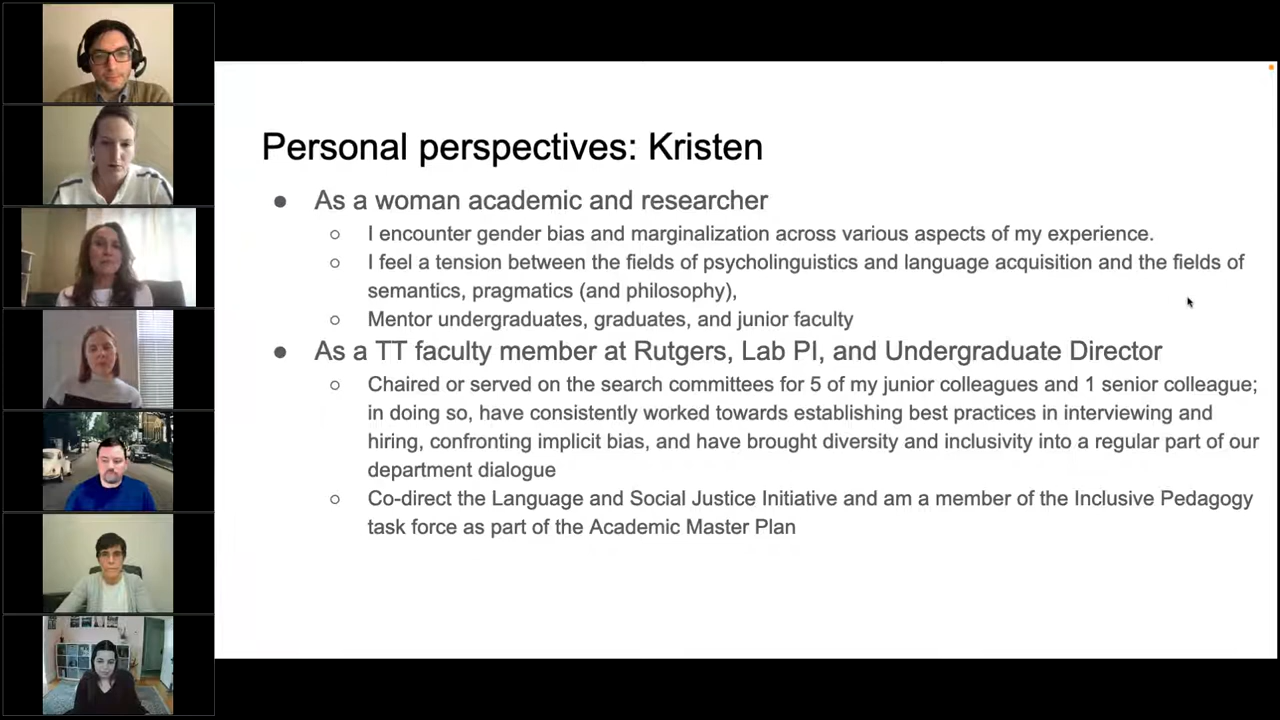 Personal perspectives: Kristen
● As a woman academic and researcher
○ I encounter gender bias and marginalization across various aspects of my experience.
○ I feel a tension between the fields of psycholinguistics and language acquisition and the fields of
semantics, pragmatics (and philosophy),
○ Mentor undergraduates, graduates, and junior faculty
● As a TT faculty member at Rutgers, Lab PI, and Undergraduate Director
○ Chaired or served on the search committees for 5 of my junior colleagues and 1 senior colleague;
in doing so, have consistently worked towards establishing best practices in interviewing and
hiring, confronting implicit bias, and have brought diversity and inclusivity into a regular part of our
department dialogue
○ Co-direct the Language and Social Justice Initiative and am a member of the Inclusive Pedagogy
task force as part of the Academic Master Plan